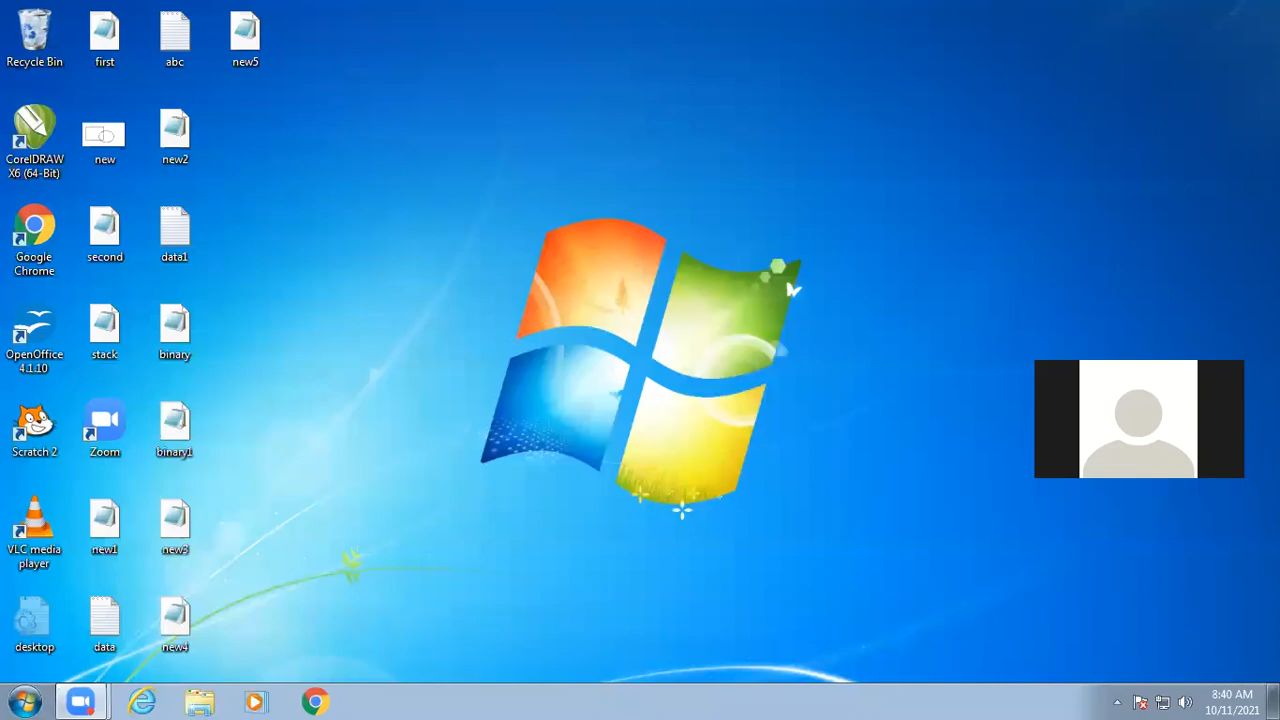 Recycle Bin
first
abc
new5
CorelDRAW
X6 (64-Bit)
new
new2
Google
Chrome
second
data1
OpenOffice
4.1.10
stack
binary
Scratch 2
Zoom
binary1
VLC media
player
new1
new3
desktop
data
new4
8:40 AM
10/11/2021